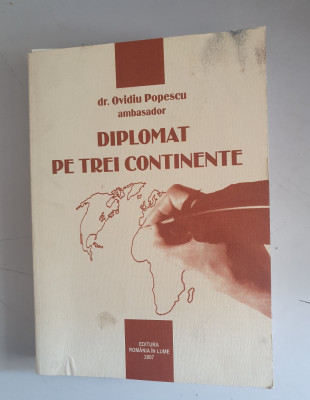 dr. Ovidiu Popescu
ambasador
DIPLOMAT
PE TREI CONTINENTE
EDITURA
ROMÂNIA ÎN LUME
2007